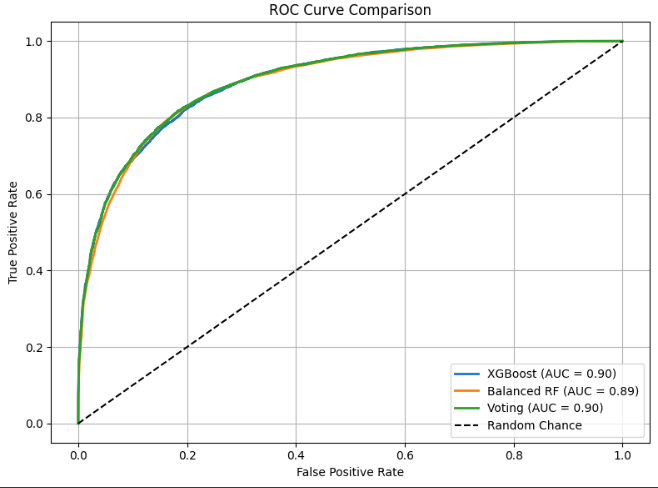 ROC Curve Comparison
True Positive Rate
1.0
0.8
0.6
0.4
0.2
0.0
XGBoost (AUC = 0.90)
Balanced RF (AUC = 0.89)
Voting (AUC = 0.90)
Random Chance
0.0 0.2 0.4 0.6 0.8 1.0
False Positive Rate